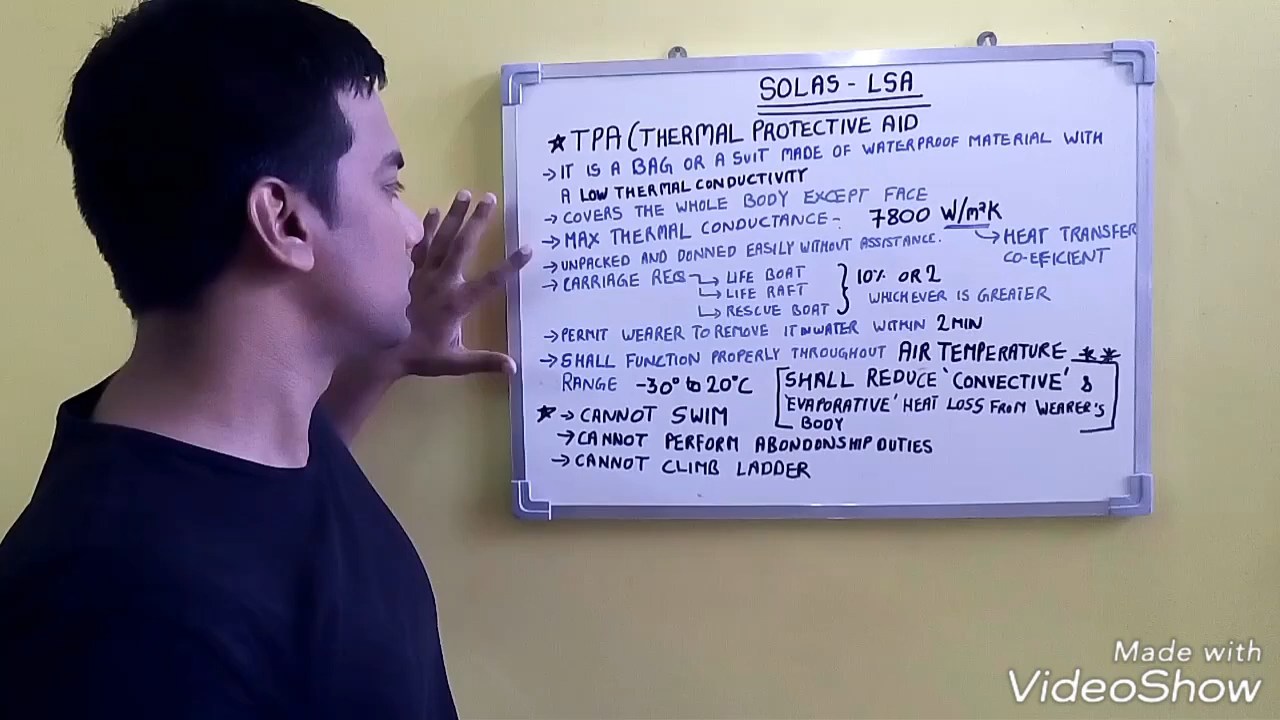 SOLAS - LSA
★ TPA (THERMAL PROTECTIVE AID
→ IT IS A BAG OR A SUIT MADE OF WATERPROOF MATERIAL WITH
A LOW THERMAL CONDUCTIVITY
→ COVERS THE WHOLE BODY EXCEPT FACE
→ MAX THERMAL CONDUCTANCE - 7800 W/m²K
→ HEAT TRANSFER
CO-EFICIENT
→ UNPACKED AND DONNED EASILY WITHOUT ASSISTANCE.
→ CARRIAGE REQ → LIFE BOAT } 10% OR 2
→ LIFE RAFT WHICHEVER IS GREATER
→ RESCUE BOAT
→ PERMIT WEARER TO REMOVE IT IN WATER WITHIN 2 MIN
→ SHALL FUNCTION PROPERLY THROUGHOUT AIR TEMPERATURE **
RANGE -30° to 20°C
[SHALL REDUCE 'CONVECTIVE' &
'EVAPORATIVE' HEAT LOSS FROM WEARER'S
BODY]
★ → CANNOT SWIM
→ CANNOT PERFORM ABONDONSHIP DUTIES
→ CANNOT CLIMB LADDER
Made with
VideoShow